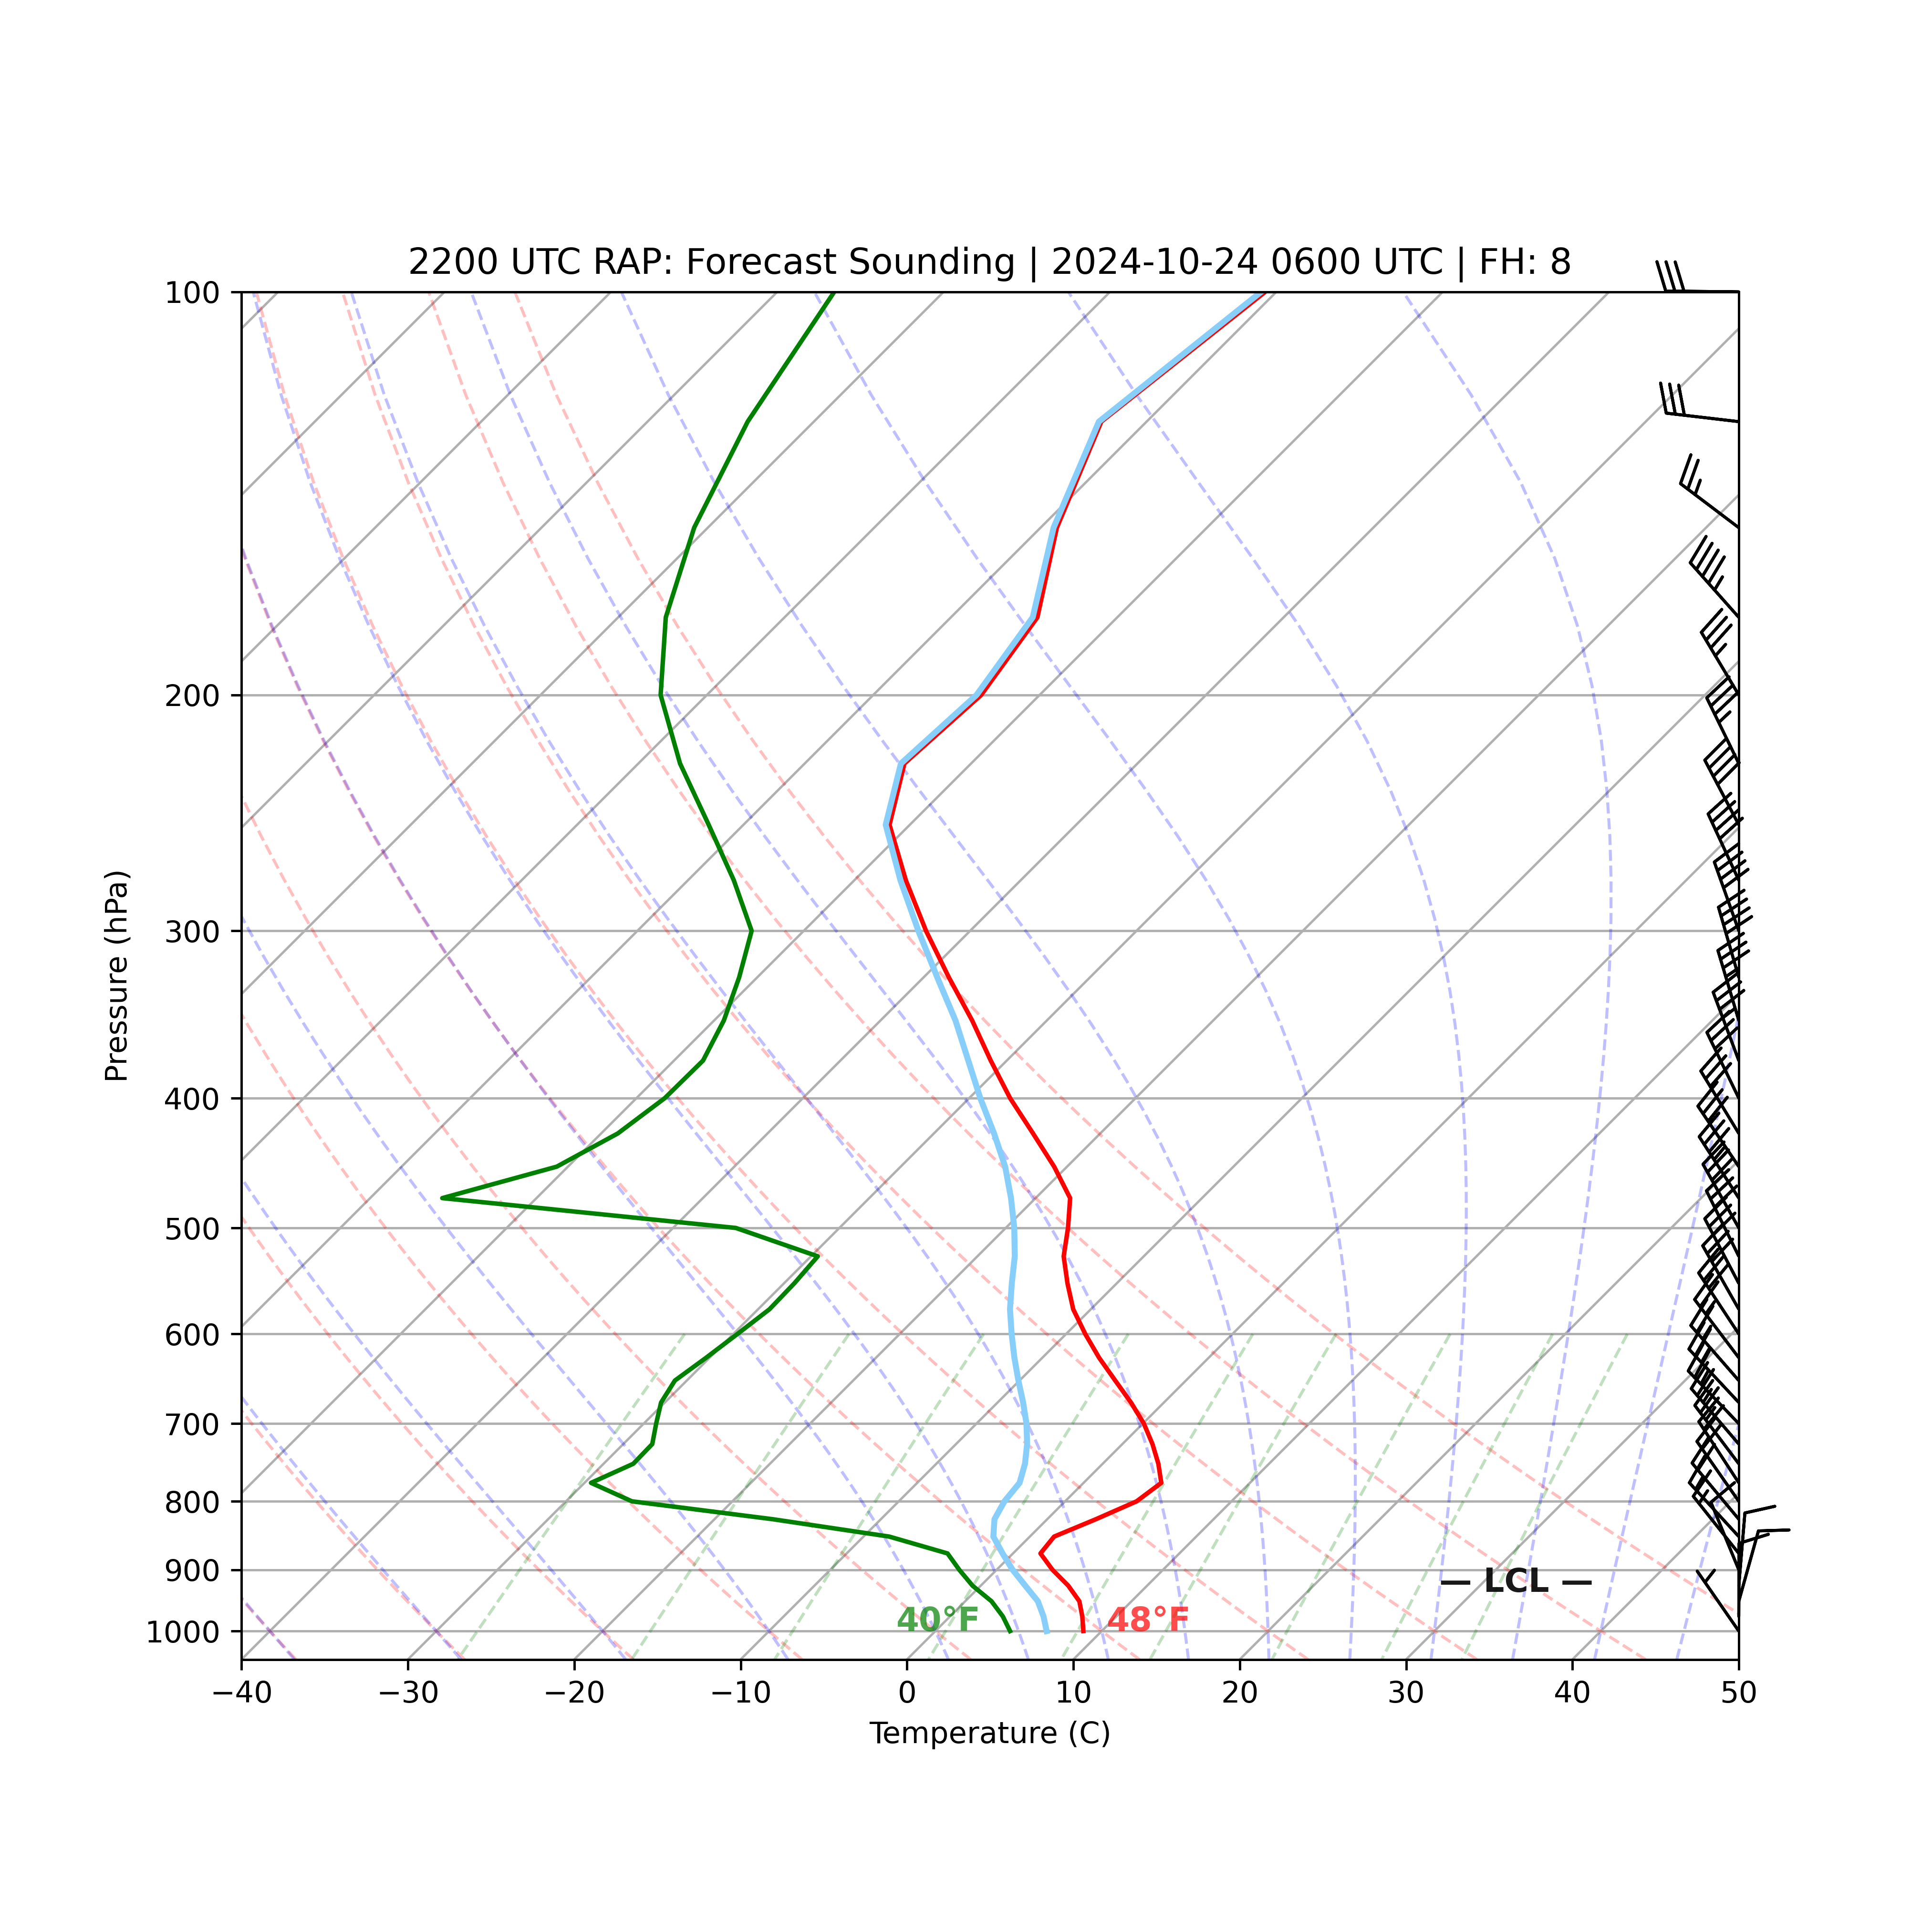 2200 UTC RAP: Forecast Sounding | 2024-10-24 0600 UTC | FH: 8
100
200
300
400
500
600
700
800
900
1000
Pressure (hPa)
— LCL —
40°F
48°F
−40 −30 −20 −10 0 10 20 30 40 50
Temperature (C)